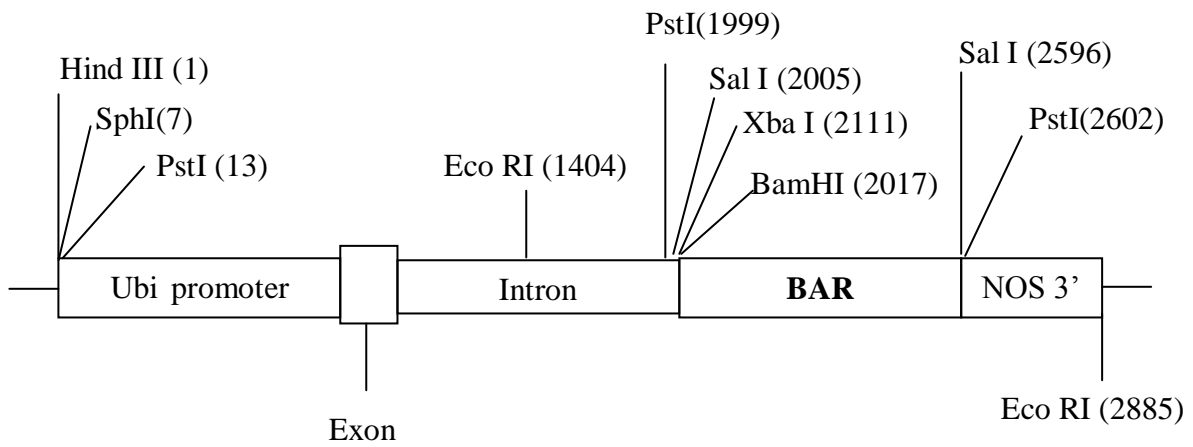 PstI(1999)
Hind III (1)
Sal I (2596)
Sal I (2005)
SphI(7)
Xba I (2111)
PstI(2602)
PstI (13)
Eco RI (1404)
BamHI (2017)
Ubi promoter
Intron
BAR
NOS 3’
Eco RI (2885)
Exon